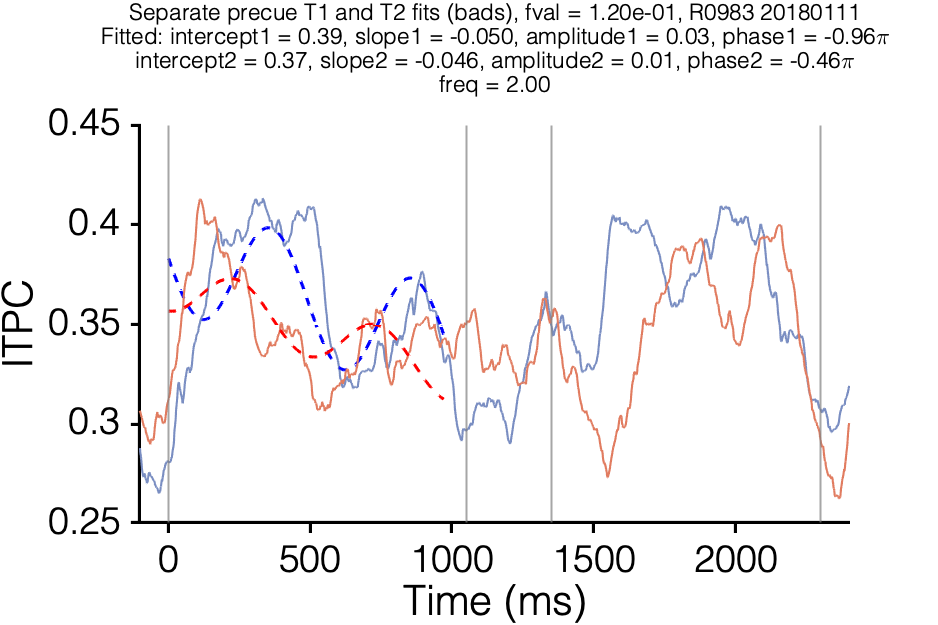 Separate precue T1 and T2 fits (bads), fval = 1.20e-01, R0983 20180111
Fitted: intercept1 = 0.39, slope1 = -0.050, amplitude1 = 0.03, phase1 = -0.96π
intercept2 = 0.37, slope2 = -0.046, amplitude2 = 0.01, phase2 = -0.46π
freq = 2.00
0.45
0.4
0.35
0.3
0.25
ITPC
0 500 1000 1500 2000
Time (ms)